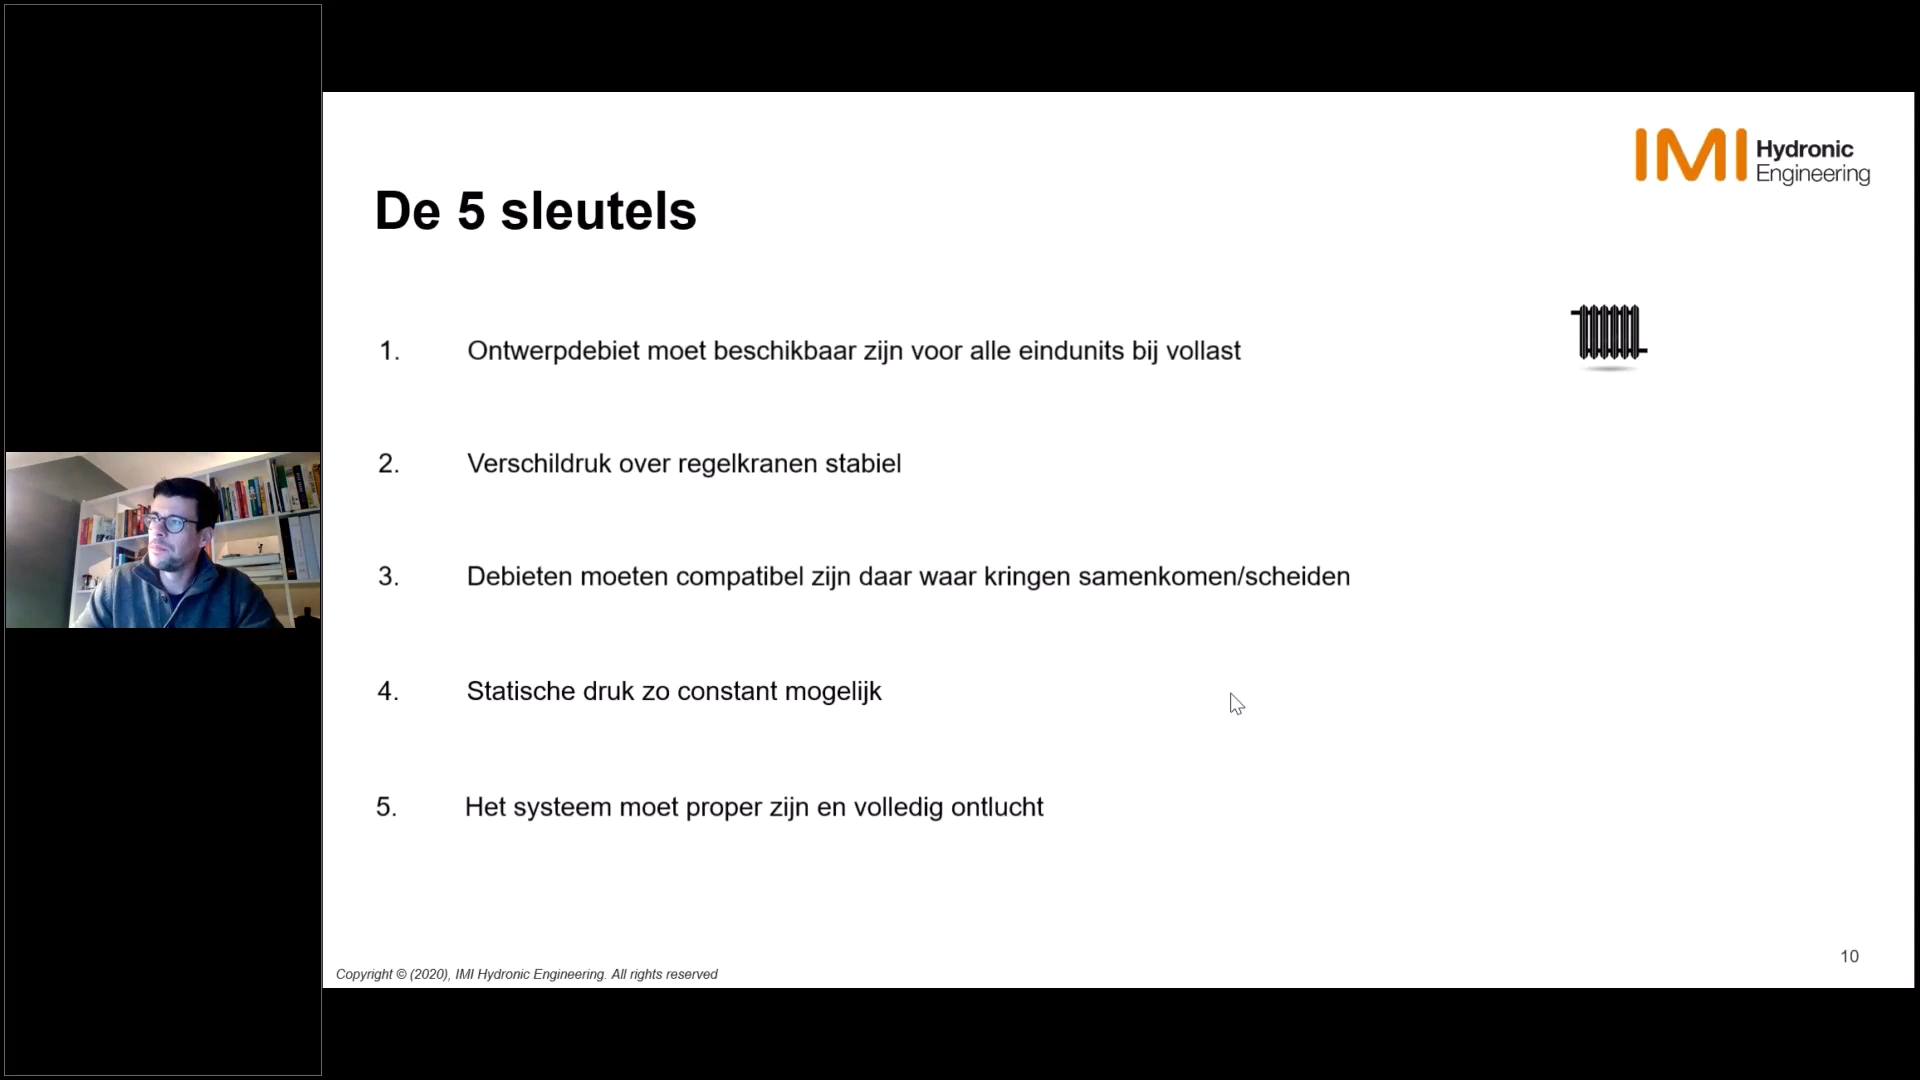 IMI Hydronic
Engineering
De 5 sleutels
1. Ontwerpdebiet moet beschikbaar zijn voor alle eindunits bij vollast
2. Verschildruk over regelkranen stabiel
3. Debieten moeten compatibel zijn daar waar kringen samenkomen/scheiden
4. Statische druk zo constant mogelijk
5. Het systeem moet proper zijn en volledig ontlucht
10
Copyright © (2020), IMI Hydronic Engineering. All rights reserved